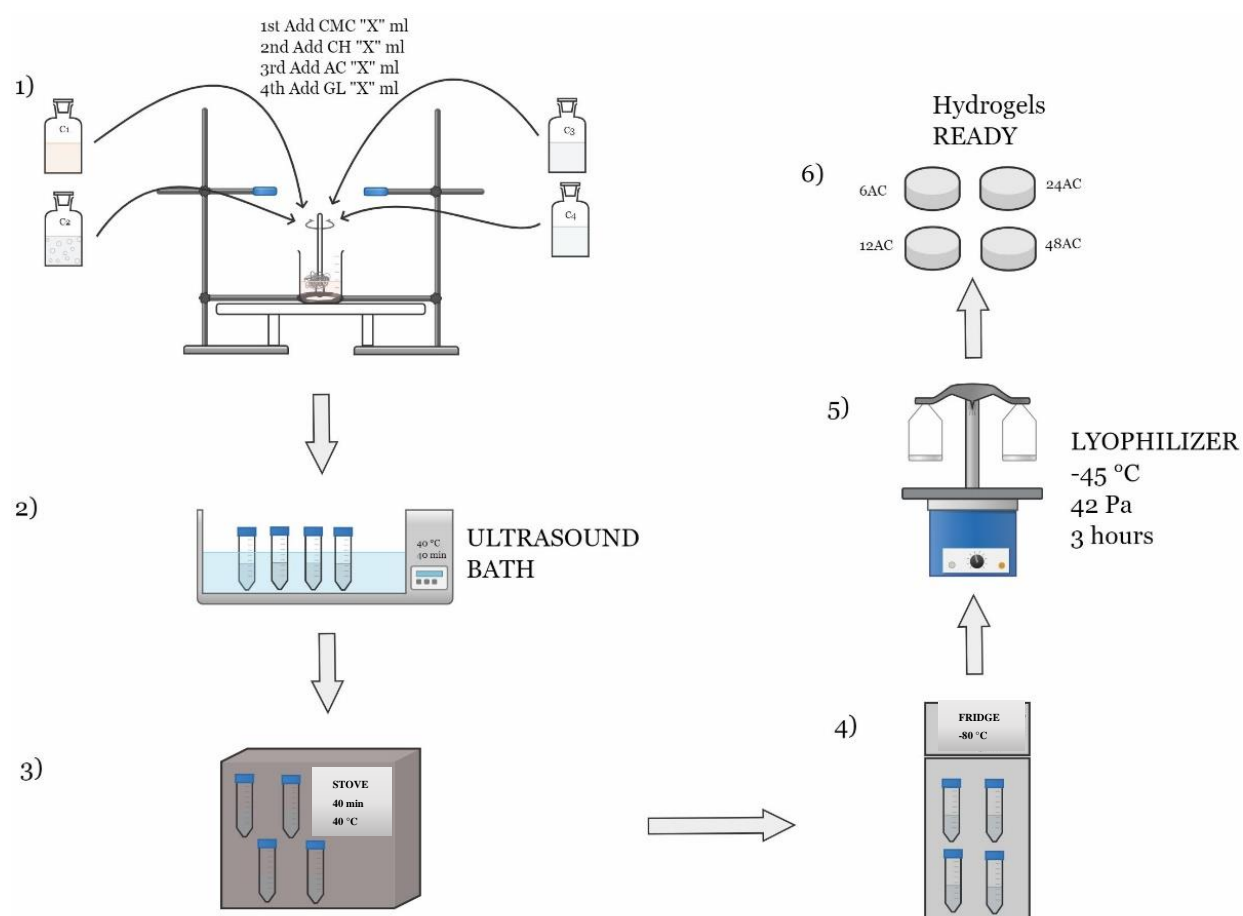 1st Add CMC "X" ml
2nd Add CH "X" ml
3rd Add AC "X" ml
4th Add GL "X" ml
1)
C1
C2
C3
C4
2)
40 °C
40 min
ULTRASOUND
BATH
3)
STOVE
40 min
40 °C
4)
FRIDGE
-80 °C
5)
LYOPHILIZER
-45 °C
42 Pa
3 hours
6)
Hydrogels
READY
6AC
24AC
12AC
48AC